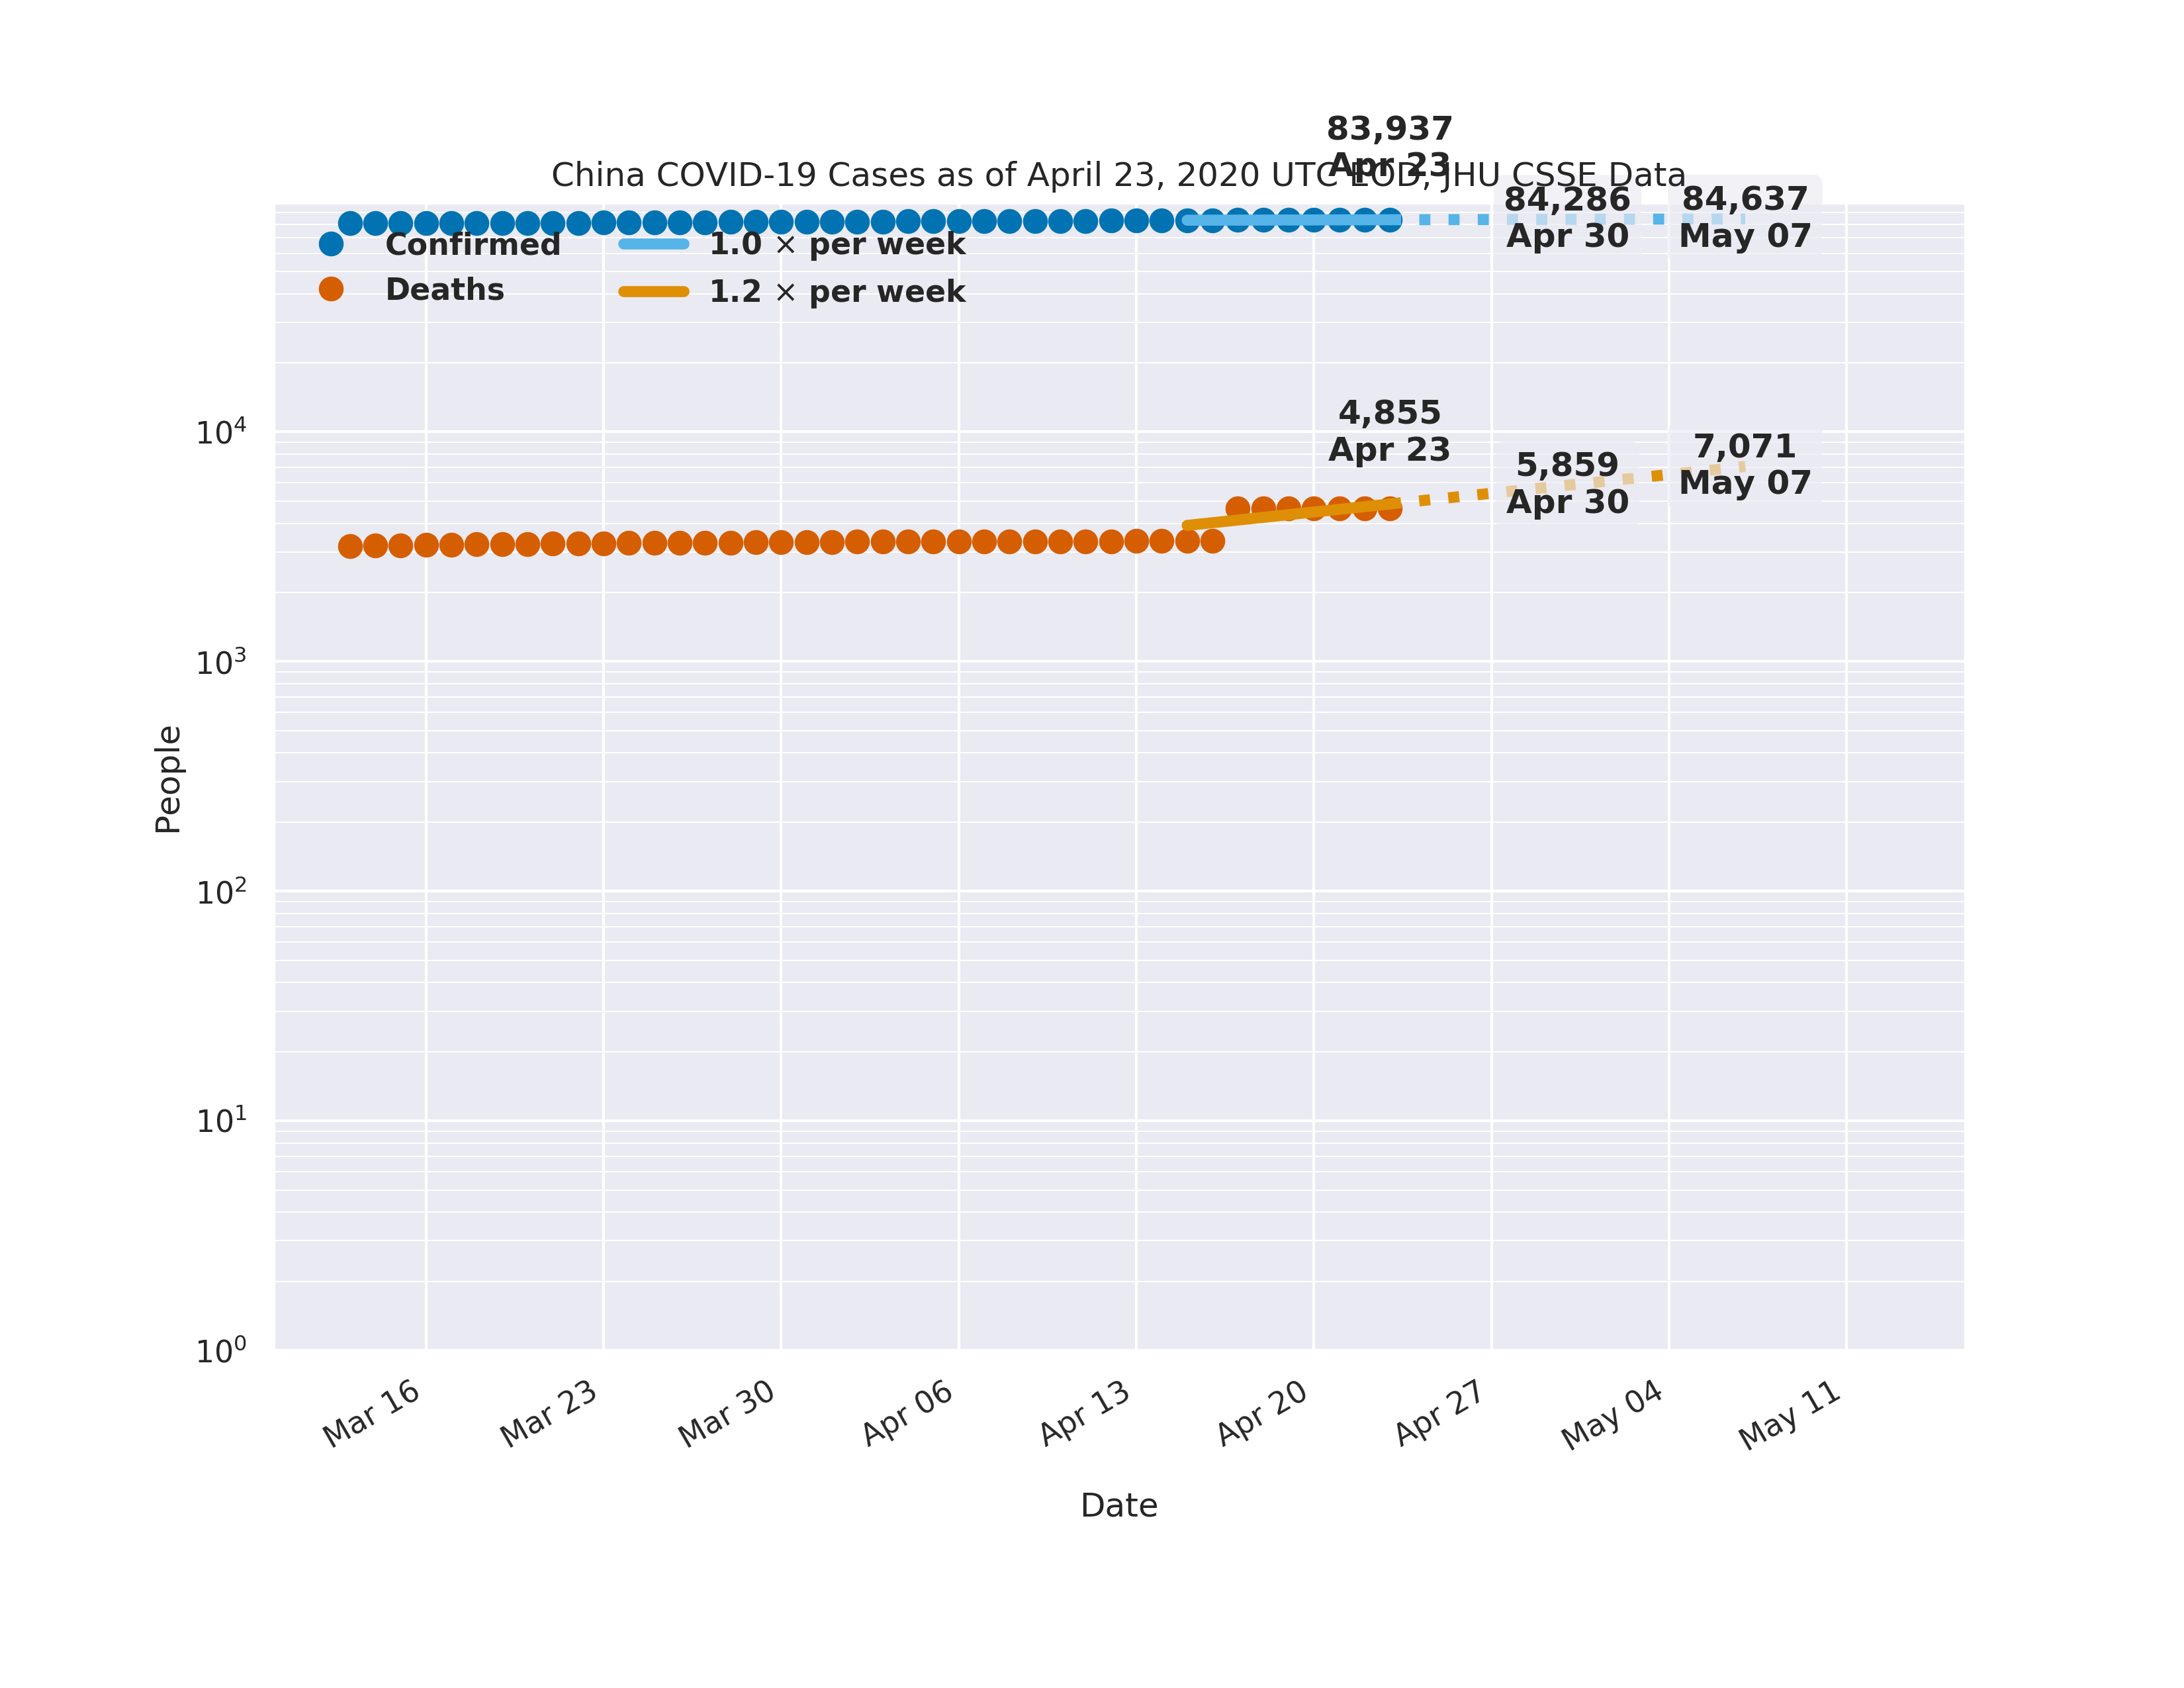 83,937
Apr 23
China COVID-19 Cases as of April 23, 2020 UTC EOD, JHU CSSE Data
84,286
Apr 30
84,637
May 07
Confirmed
Deaths
1.0 × per week
1.2 × per week
4,855
Apr 23
5,859
Apr 30
7,071
May 07
10⁴
10³
10²
10¹
10⁰
People
Mar 16
Mar 23
Mar 30
Apr 06
Apr 13
Apr 20
Apr 27
May 04
May 11
Date